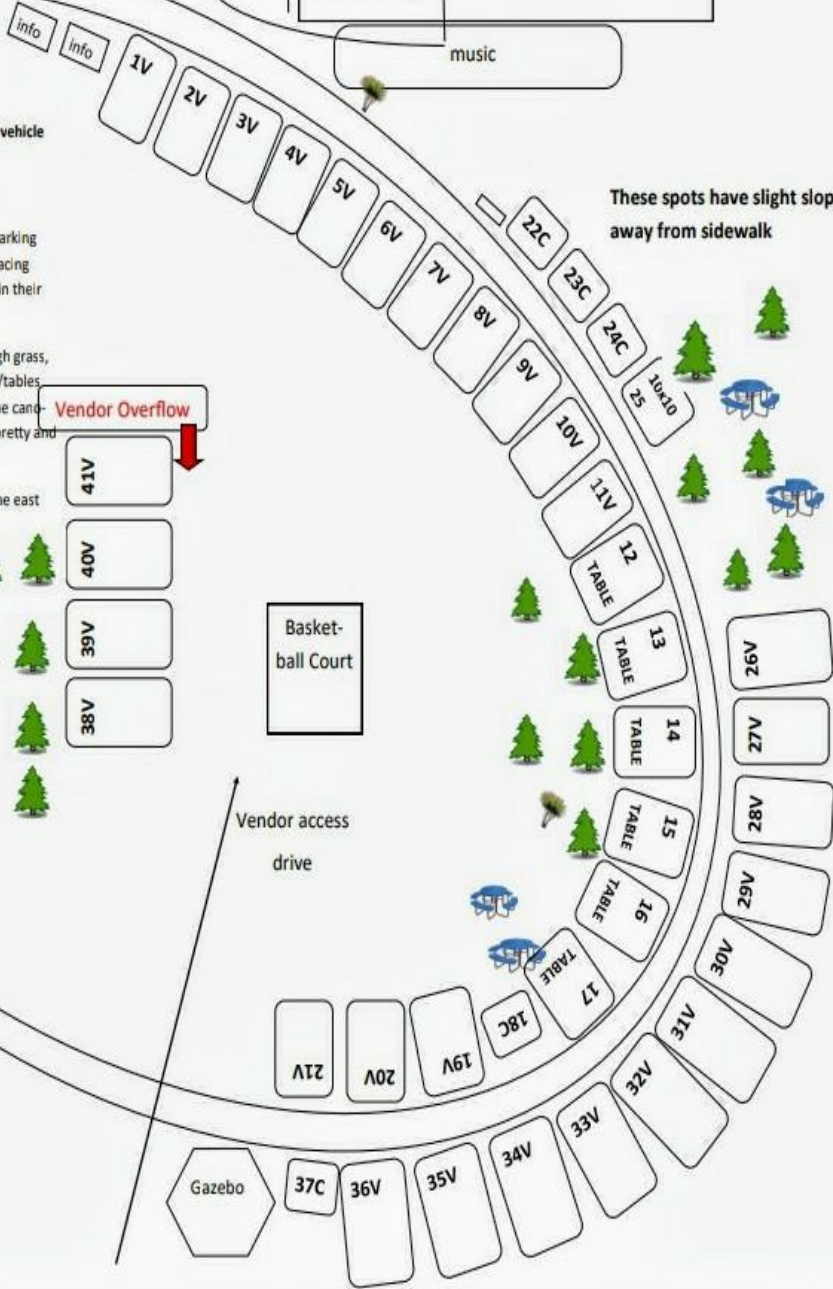 info
info
music
1V
2V
3V
4V
5V
6V
7V
8V
9V
10V
11V
12
TABLE
13
TABLE
14
TABLE
15
TABLE
16
TABLE
17
TABLE
18C
19V
20V
21V
22C
23C
24C
10x10
25
These spots have slight slop
away from sidewalk
vehicle
arking
acing
in their
gh grass,
/tables
e cano-
retty and
ne east
Vendor Overflow
41V
40V
39V
38V
Basket-
ball Court
Vendor access
drive
26V
27V
28V
29V
30V
31V
32V
33V
34V
35V
36V
37C
Gazebo